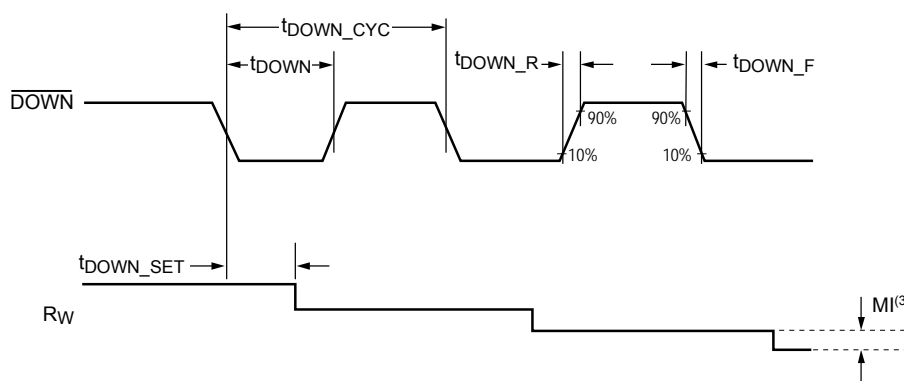 tDOWN_CYC
tDOWN
tDOWN_R
tDOWN_F
DOWN
90%
90%
10%
10%
tDOWN_SET
RW
MI(3